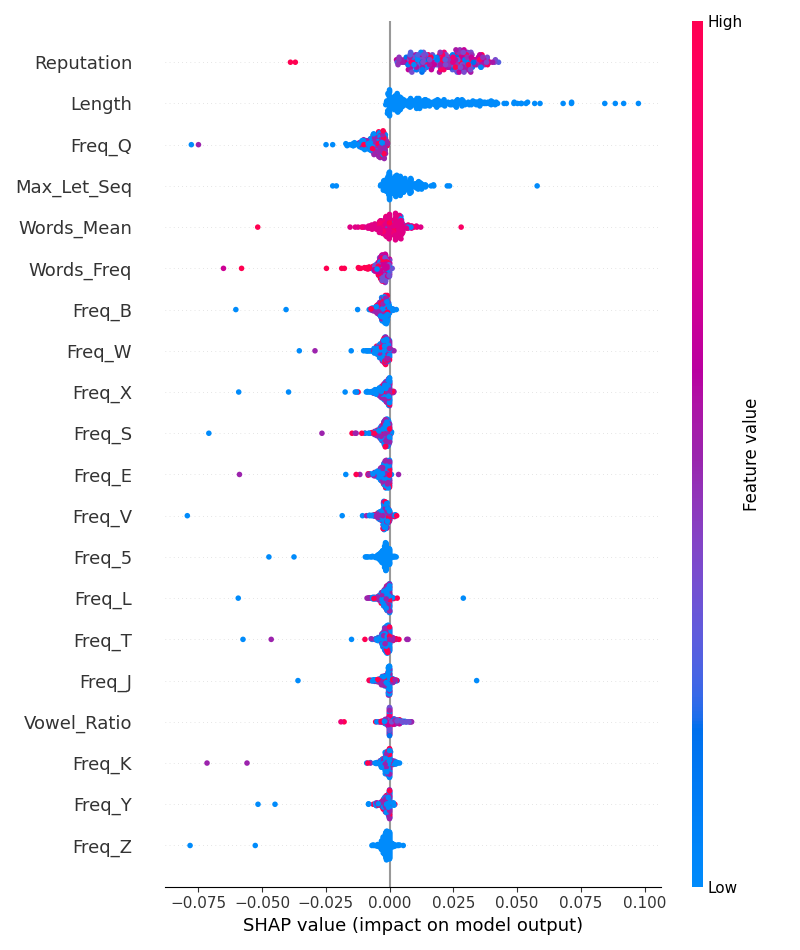 High
Reputation
Length
Freq_Q
Max_Let_Seq
Words_Mean
Words_Freq
Freq_B
Freq_W
Freq_X
Freq_S
Freq_E
Freq_V
Freq_5
Freq_L
Freq_T
Freq_J
Vowel_Ratio
Freq_K
Freq_Y
Freq_Z
Feature value
Low
−0.075 −0.050 −0.025 0.000 0.025 0.050 0.075 0.100
SHAP value (impact on model output)